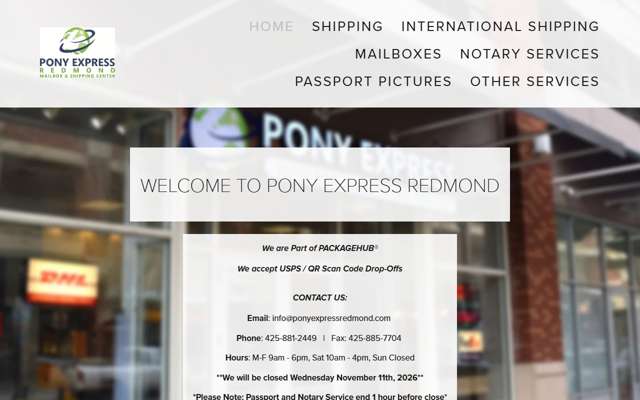 HOME SHIPPING INTERNATIONAL SHIPPING
MAILBOXES NOTARY SERVICES
PASSPORT PICTURES OTHER SERVICES
PONY EXPRESS
REDMOND
MAILBOX & SHIPPING CENTER
PONY EXPRESS
WELCOME TO PONY EXPRESS REDMOND
We are Part of PACKAGEHUB®
We accept USPS / QR Scan Code Drop-Offs
CONTACT US:
Email: info@ponyexpressredmond.com
Phone: 425-881-2449 | Fax: 425-885-7704
Hours: M-F 9am - 6pm, Sat 10am - 4pm, Sun Closed
**We will be closed Wednesday November 11th, 2026**
*Please Note: Passport and Notary Service end 1 hour before close*
DHL